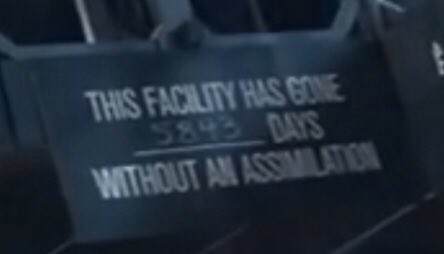 THIS FACILITY HAS GONE
5843 DAYS
WITHOUT AN ASSIMILATION